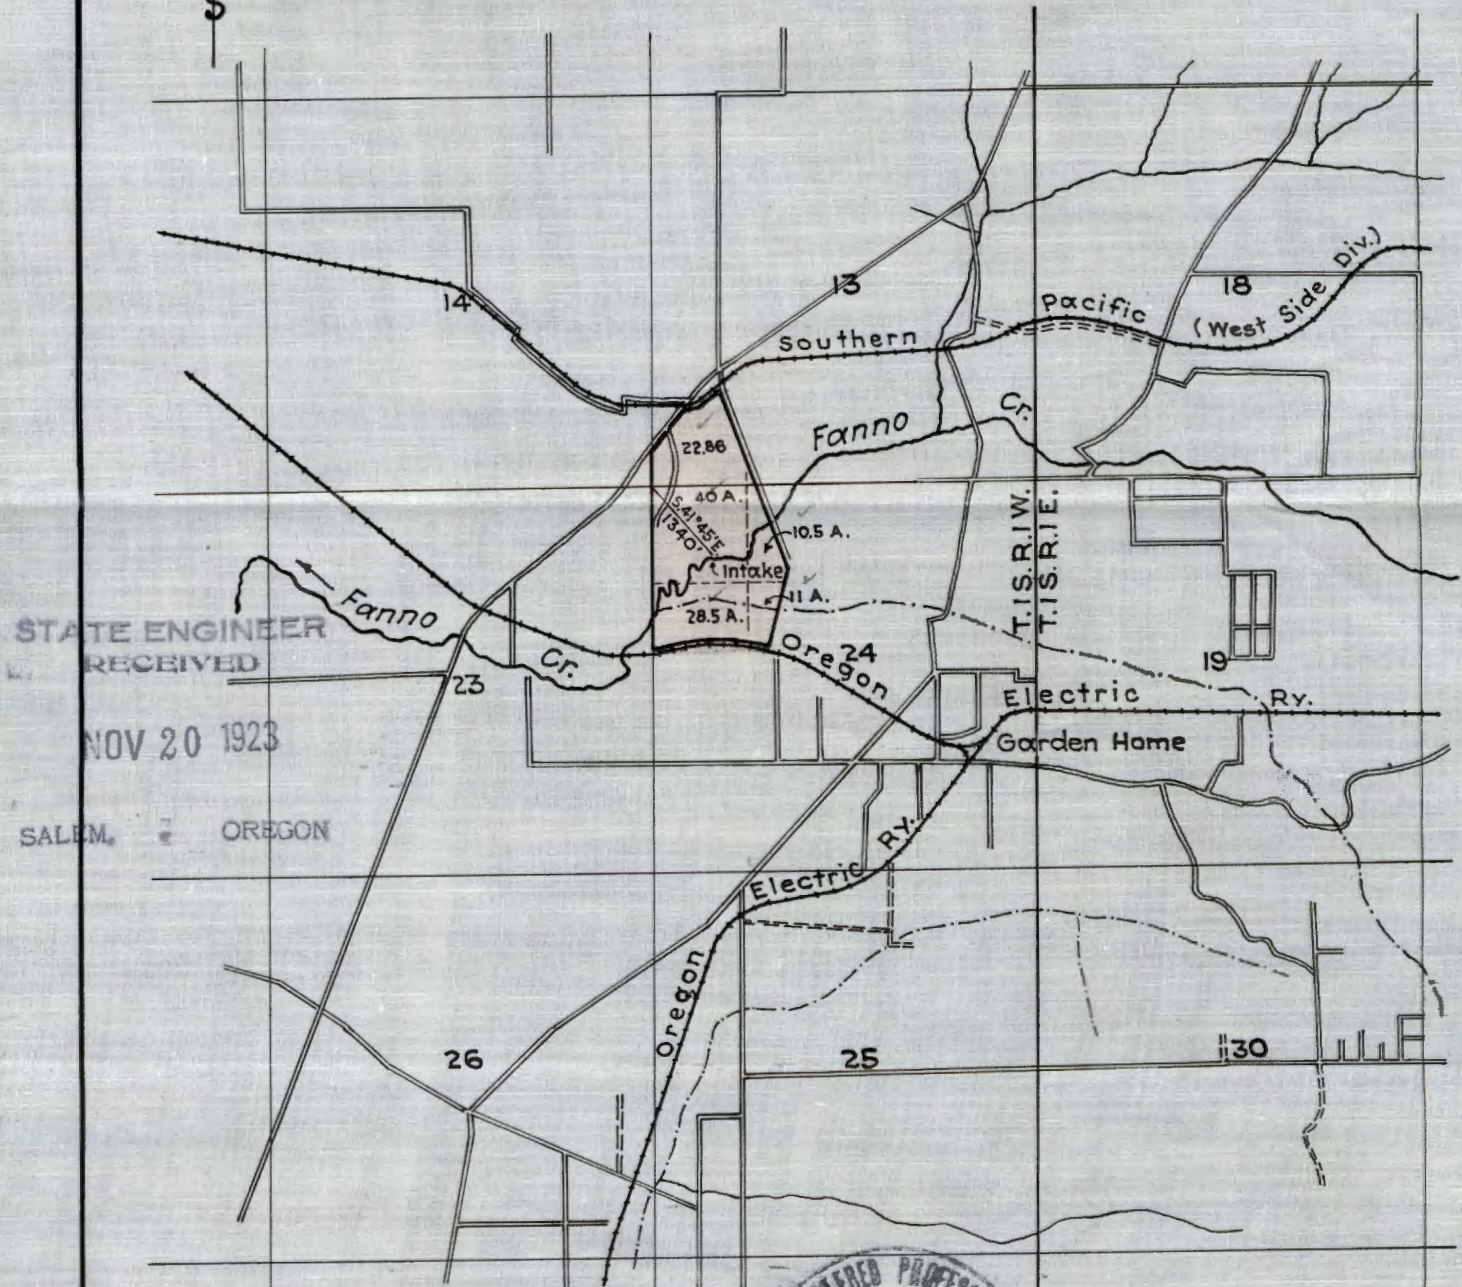 $
13
14
18
Southern Pacific (West Side Div.)
22.86
Fanno Cr.
40 A.
S.41°45'E.
1340'
10.5 A.
Intake
T.1S.R.1W.
T.1S.R.1E.
11 A.
28.5 A.
Fanno Cr.
STATE ENGINEER
RECEIVED
NOV 20 1923
SALEM, OREGON
23
24
19
Oregon Electric Ry.
Garden Home
Oregon Electric Ry.
26
25
30